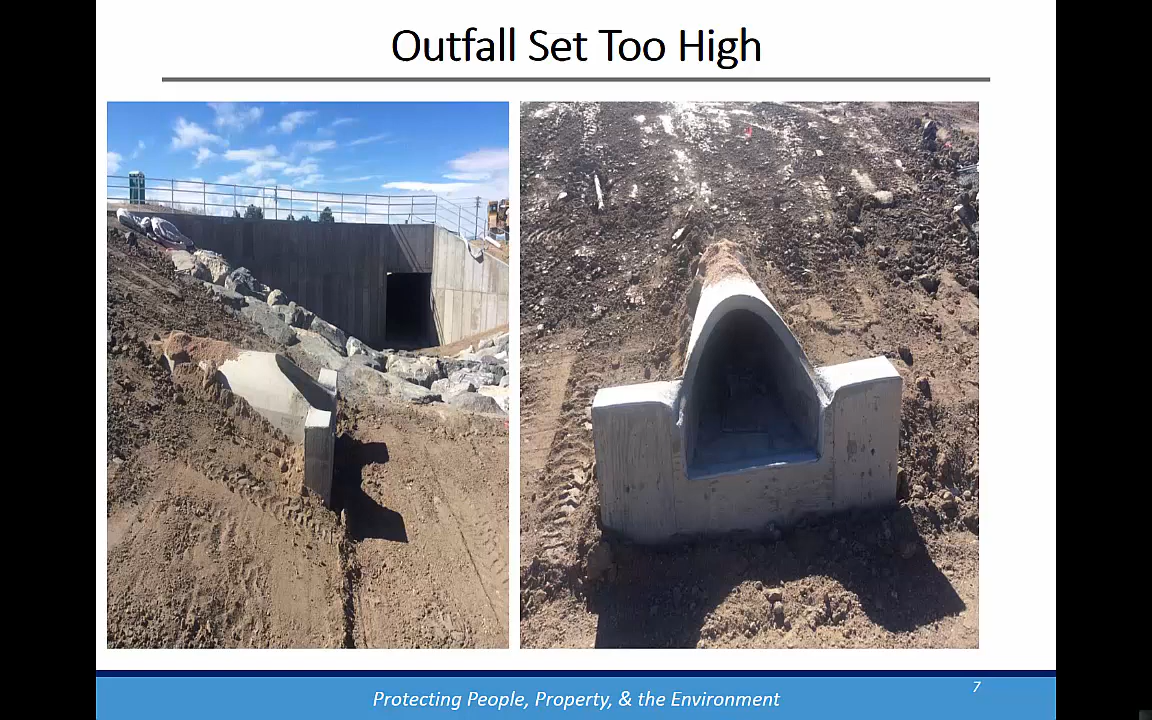 Outfall Set Too High
7
Protecting People, Property, & the Environment